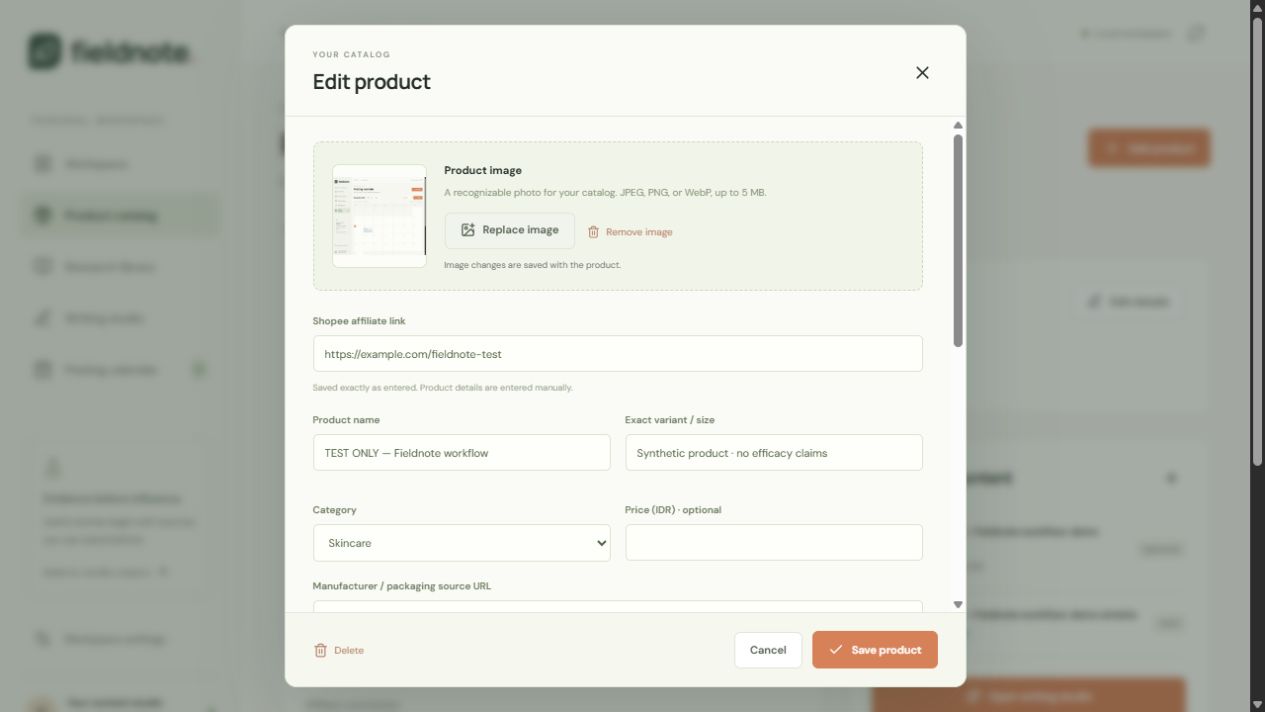 fieldnote.
YOUR CATALOG
Edit product
Product image
A recognizable photo for your catalog. JPEG, PNG, or WebP, up to 5 MB.
Replace image
Remove image
Image changes are saved with the product.
Shopee affiliate link
https://example.com/fieldnote-test
Saved exactly as entered. Product details are entered manually.
Product name
Exact variant / size
TEST ONLY — Fieldnote workflow
Synthetic product · no efficacy claims
Category
Price (IDR) · optional
Skincare
Manufacturer / packaging source URL
Delete
Cancel
Save product
Workspace
Product catalog
Research library
Writing studio
Posting calendar
Workspace settings
Add product
Edit details